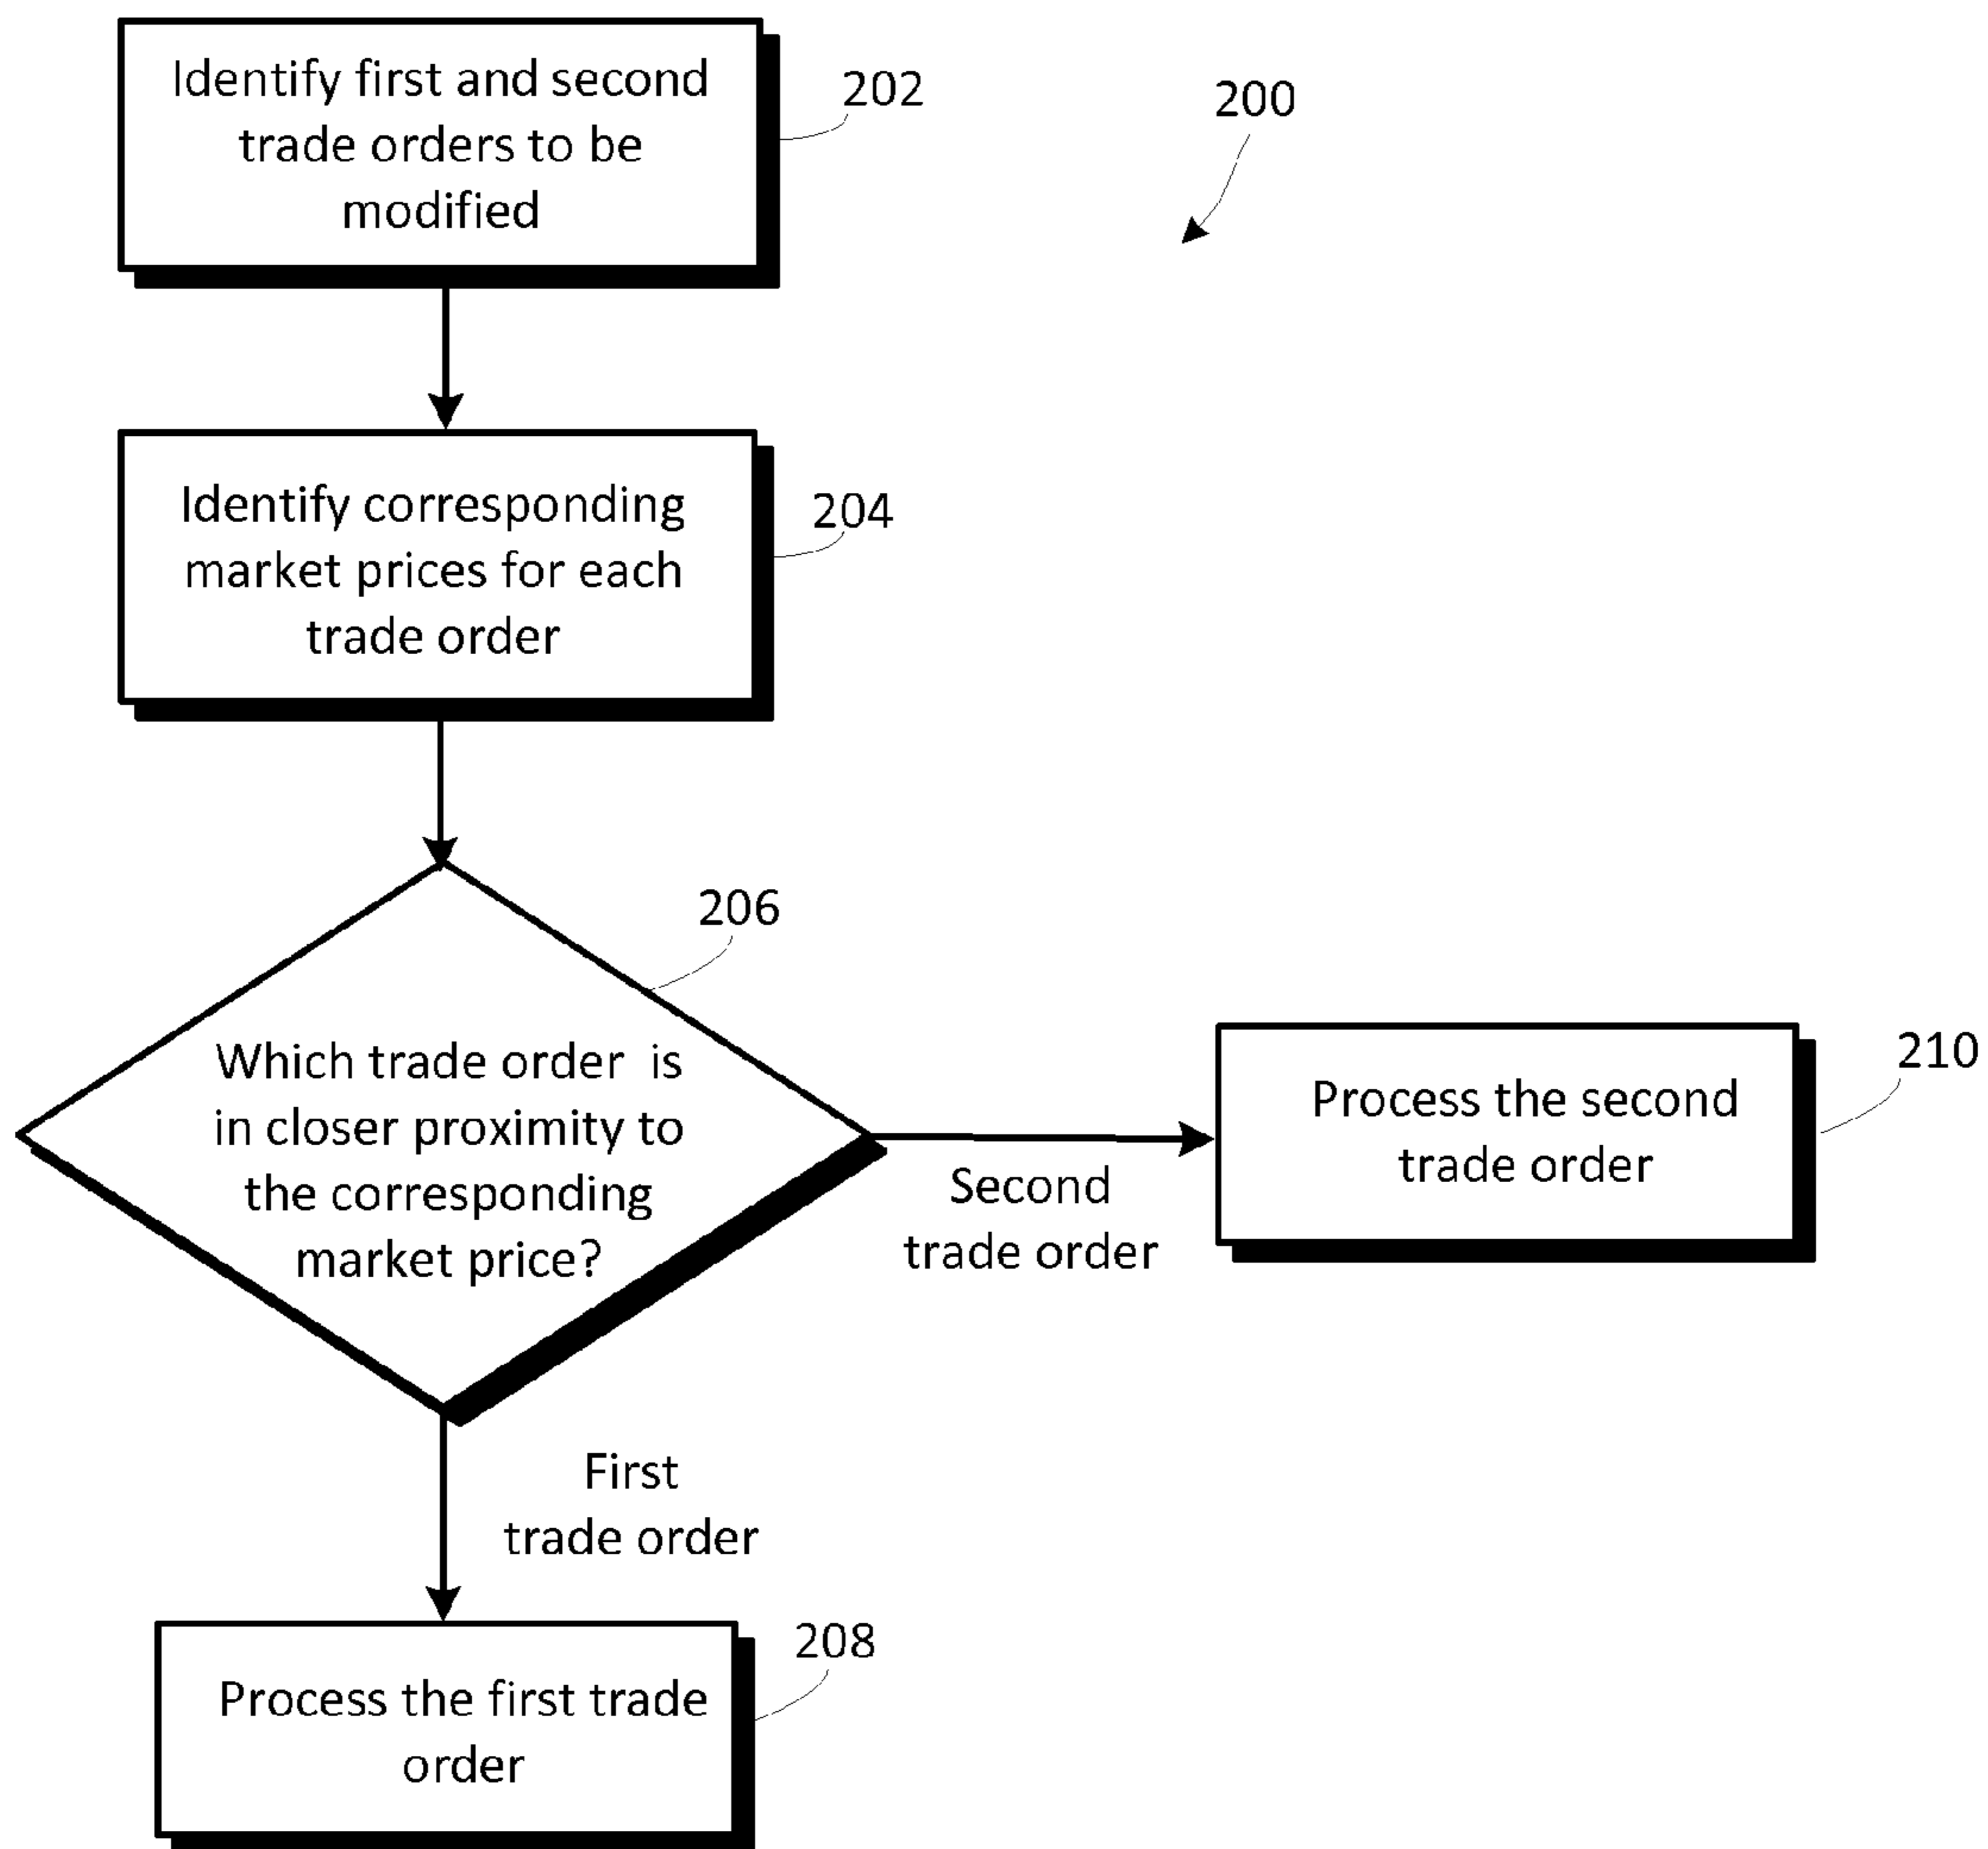 Identify first and second
trade orders to be
modified
202
200
Identify corresponding
market prices for each
trade order
204
206
Which trade order is
in closer proximity to
the corresponding
market price?
Second
trade order
Process the second
trade order
210
First
trade order
Process the first trade
order
208